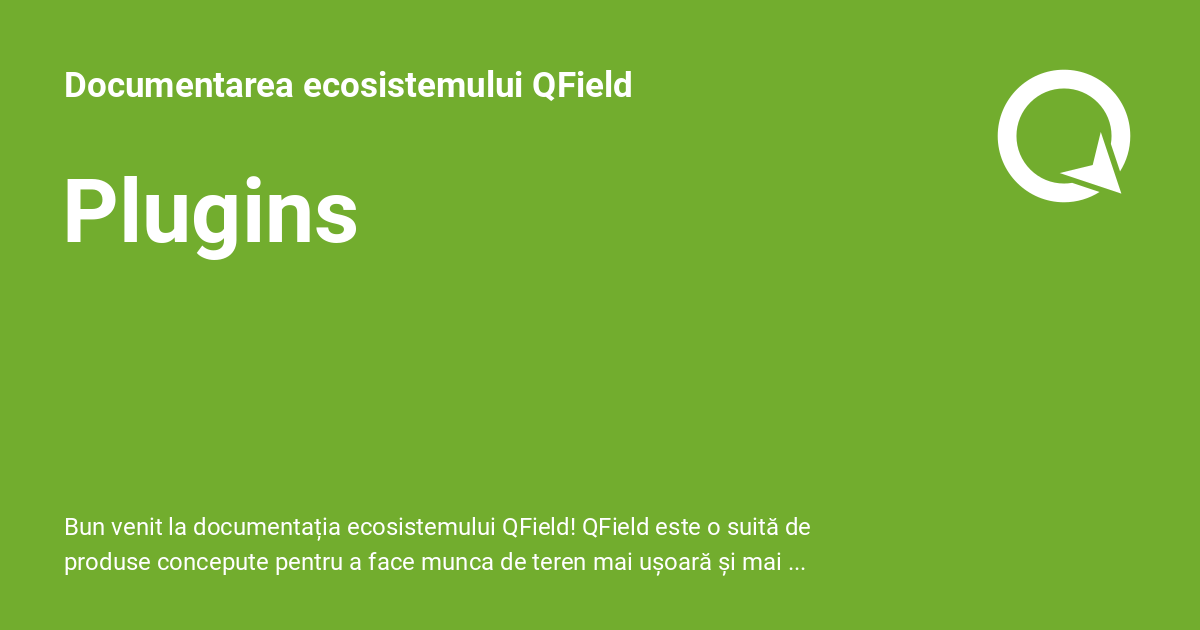 Documentarea ecosistemului QField
Plugins
Bun venit la documentația ecosistemului QField! QField este o suită de
produse concepute pentru a face munca de teren mai ușoară și mai ...